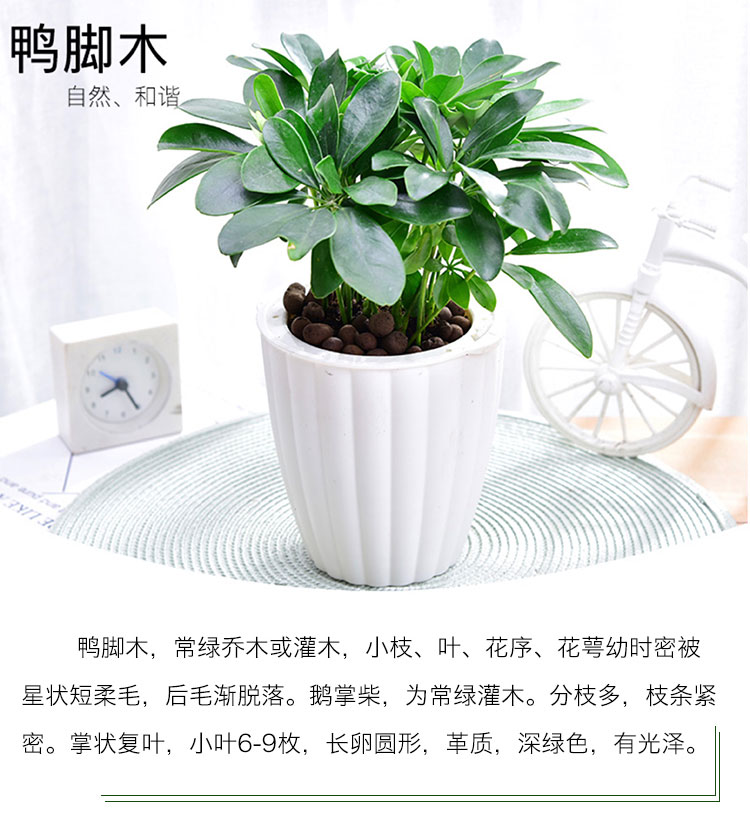 鸭脚木
自然、和谐
鸭脚木，常绿乔木或灌木，小枝、叶、花序、花萼幼时密被
星状短柔毛，后毛渐脱落。鹅掌柴，为常绿灌木。分枝多，枝条紧
密。掌状复叶，小叶6-9枚，长卵圆形，革质，深绿色，有光泽。